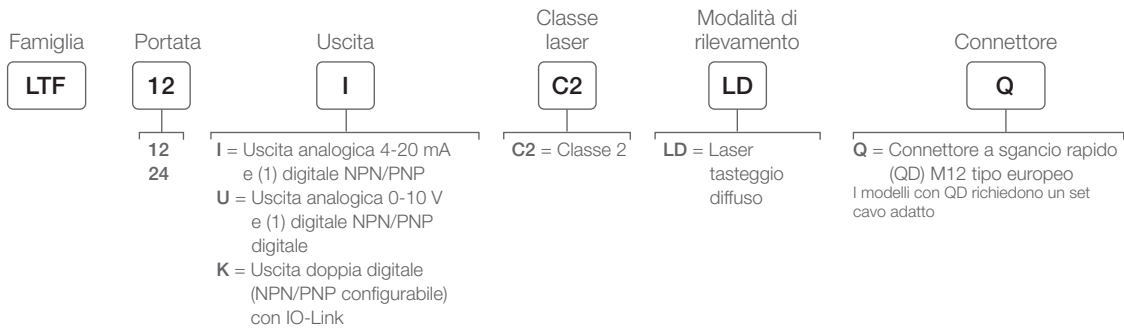 Famiglia
Portata
Uscita
Classe
laser
Modalità di
rilevamento
Connettore
LTF
12
I
C2
LD
Q
12
24
I = Uscita analogica 4-20 mA
e (1) digitale NPN/PNP
U = Uscita analogica 0-10 V
e (1) digitale NPN/PNP
digitale
K = Uscita doppia digitale
(NPN/PNP configurabile)
con IO-Link
C2 = Classe 2
LD = Laser
tasteggio
diffuso
Q = Connettore a sgancio rapido
(QD) M12 tipo europeo
I modelli con QD richiedono un set
cavo adatto